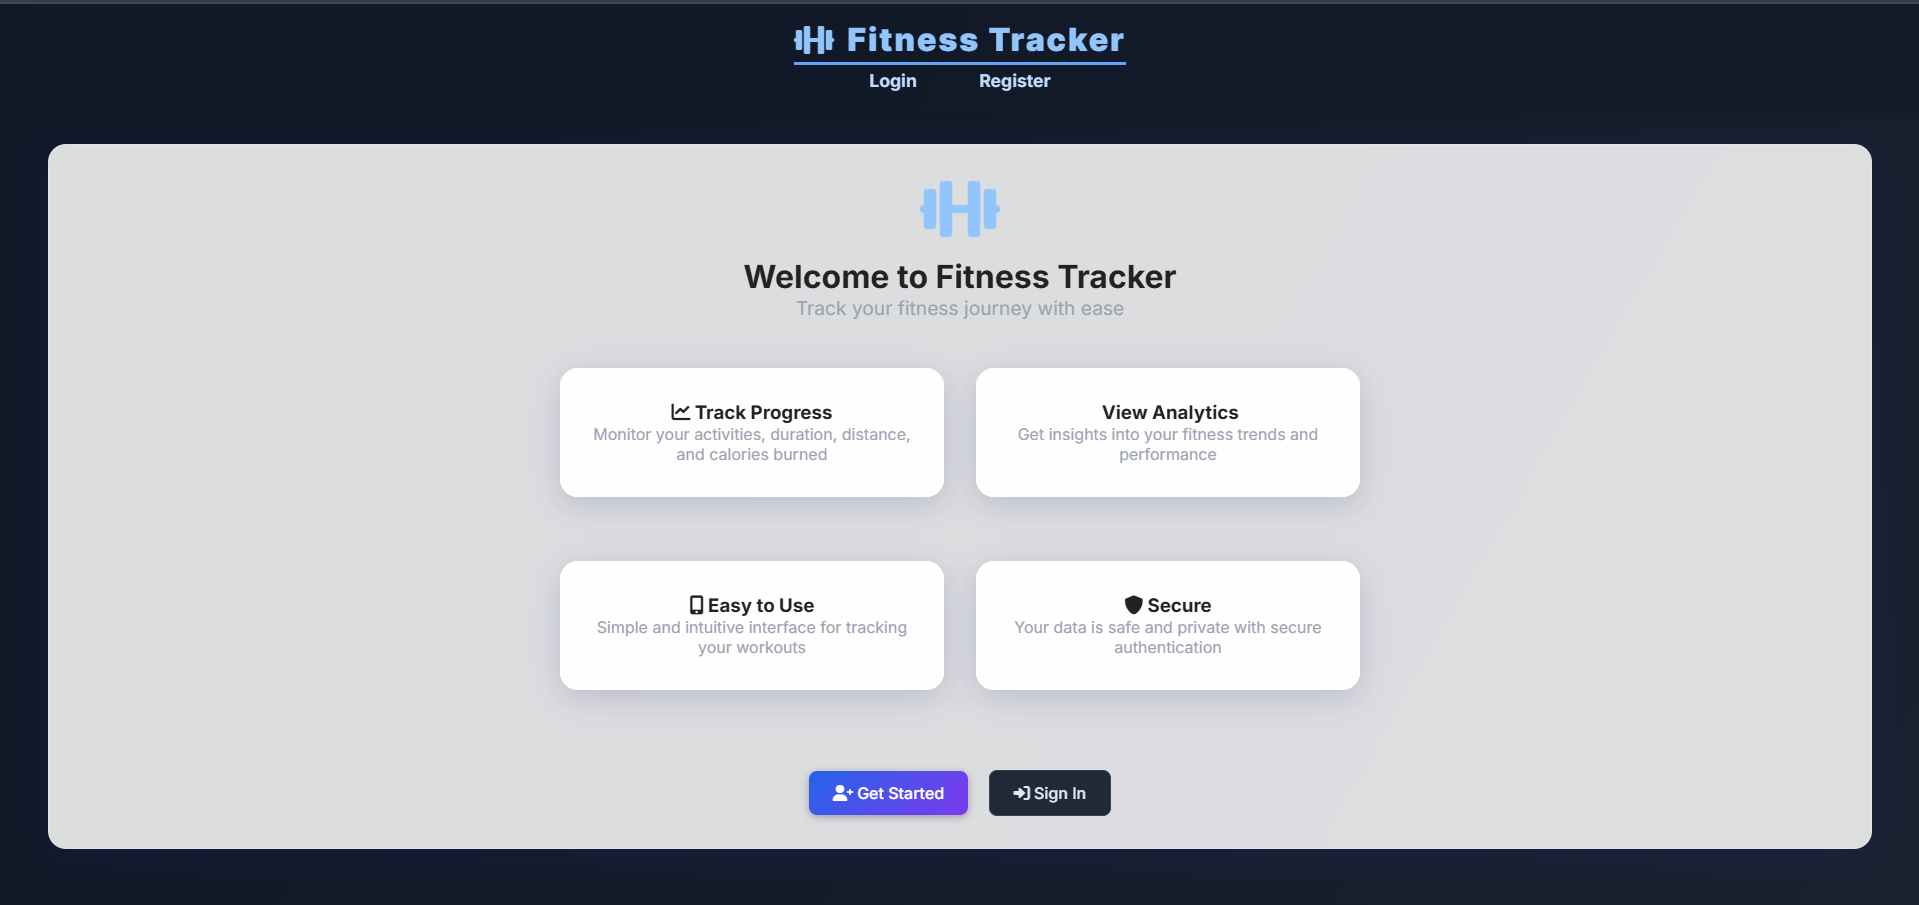 Fitness Tracker
Login Register
Welcome to Fitness Tracker
Track your fitness journey with ease
Track Progress
Monitor your activities, duration, distance,
and calories burned
View Analytics
Get insights into your fitness trends and
performance
Easy to Use
Simple and intuitive interface for tracking
your workouts
Secure
Your data is safe and private with secure
authentication
Get Started
Sign In